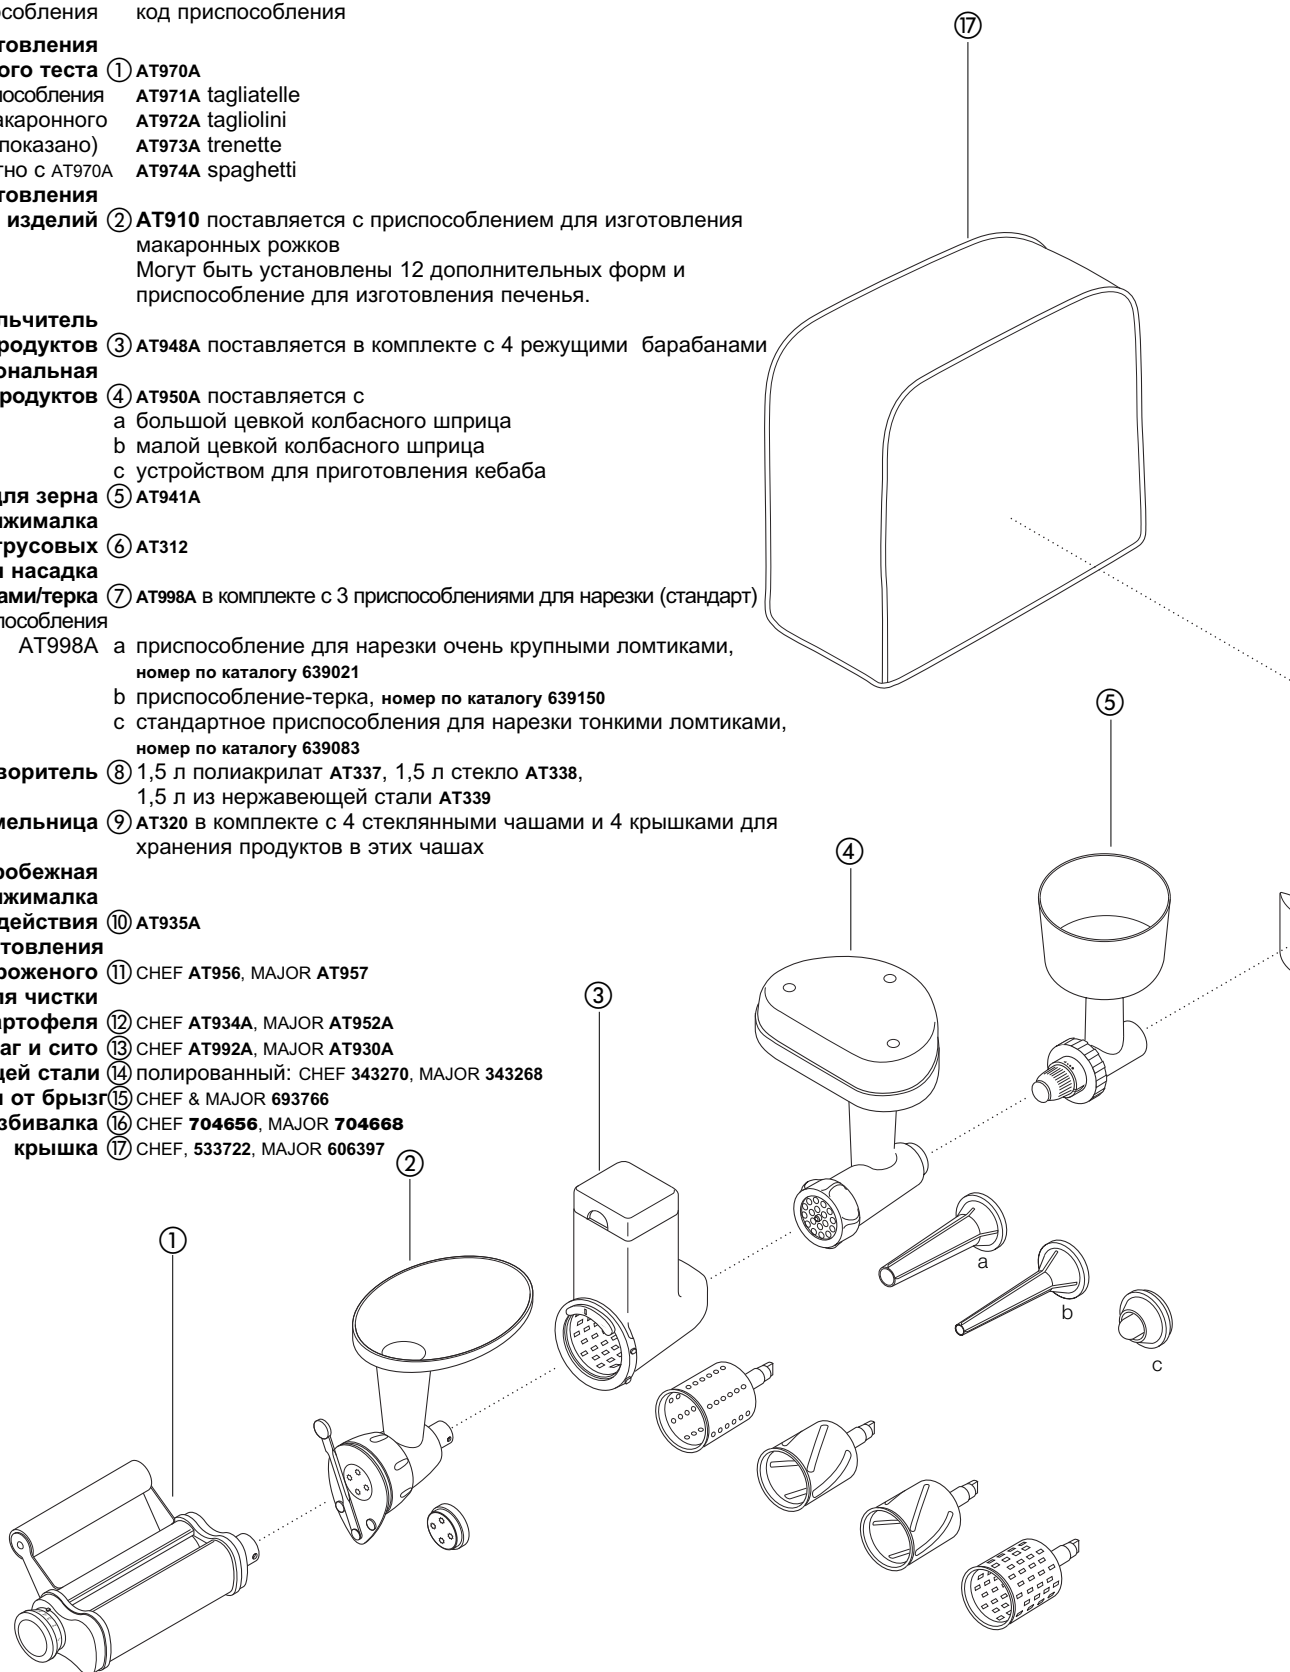 особления код приспособления
товления
ого теста ① AT970A
пособления AT971A tagliatelle
акаронного AT972A tagliolini
показано) AT973A trenette
тно с AT970A AT974A spaghetti
товления
изделий ② AT910 поставляется с приспособлением для изготовления
макаронных рожков
Могут быть установлены 12 дополнительных форм и
приспособление для изготовления печенья.
льчитель
родуктов ③ AT948A поставляется в комплекте с 4 режущими барабанами
ональная
родуктов ④ AT950A поставляется с
a большой цевкой колбасного шприца
b малой цевкой колбасного шприца
c устройством для приготовления кебаба
для зерна ⑤ AT941A
жималка
трусовых ⑥ AT312
и насадка
ами/терка ⑦ AT998A в комплекте с 3 приспособлениями для нарезки (стандарт)
пособления
AT998A a приспособление для нарезки очень крупными ломтиками,
номер по каталогу 639021
b приспособление-терка, номер по каталогу 639150
c стандартное приспособления для нарезки тонкими ломтиками,
номер по каталогу 639083
воритель ⑧ 1,5 л полиакрилат AT337, 1,5 л стекло AT338,
1,5 л из нержавеющей стали AT339
мельница ⑨ AT320 в комплекте с 4 стеклянными чашами и 4 крышками для
хранения продуктов в этих чашах
робежная
жималка
действия ⑩ AT935A
товления
роженого ⑪ CHEF AT956, MAJOR AT957
ля чистки
артофеля ⑫ CHEF AT934A, MAJOR AT952A
аг и сито ⑬ CHEF AT992A, MAJOR AT930A
щей стали ⑭ полированный: CHEF 343270, MAJOR 343268
и от брызг ⑮ CHEF & MAJOR 693766
збивалка ⑯ CHEF 704656, MAJOR 704668
крышка ⑰ CHEF, 533722, MAJOR 606397
⑰
⑤
④
③
②
①
a
b
c